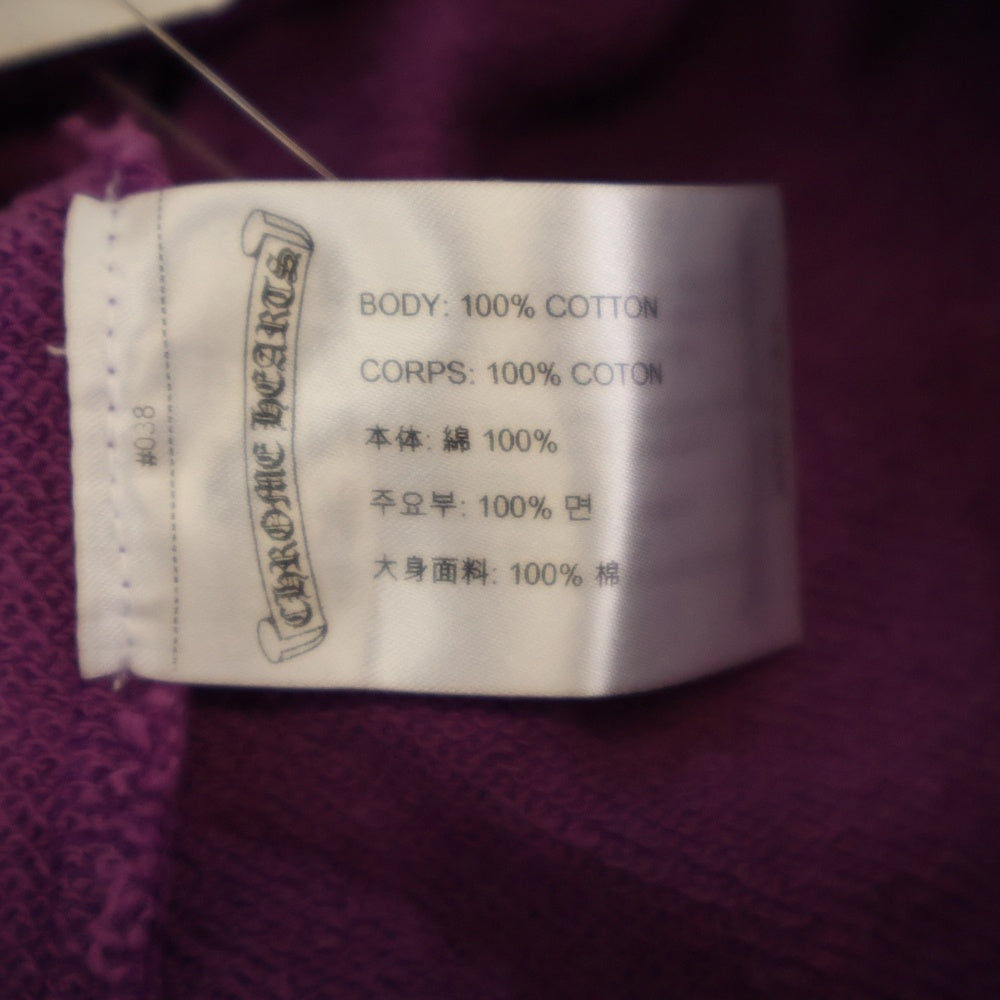 #038
CHROME HEARTS
BODY: 100% COTTON
CORPS: 100% COTON
本体: 綿 100%
주요부: 100% 면
大身面料: 100% 棉